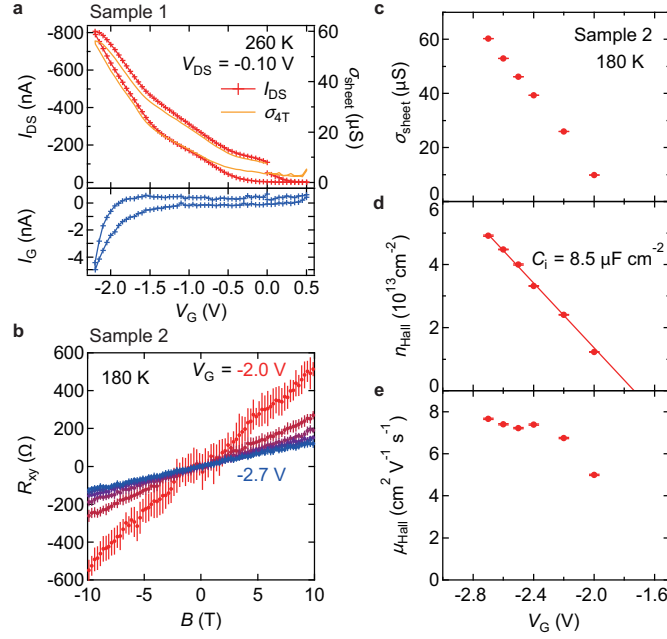 a Sample 1
-800
-600
-400
-200
0
I_DS (nA)
260 K
V_DS = -0.10 V
I_DS
σ_4T
60
40
20
0
σ_sheet (µS)
0
-2
-4
I_G (nA)
-2.0 -1.5 -1.0 -0.5 0.0 0.5
V_G (V)
b Sample 2
600
400
200
0
-200
-400
-600
R_xy (Ω)
180 K V_G = -2.0 V
-2.7 V
-10 -5 0 5 10
B (T)
c
60
40
20
0
σ_sheet (µS)
Sample 2
180 K
d
6
4
2
0
n_Hall (10^13 cm^-2)
C_i = 8.5 µF cm^-2
e
8
6
4
2
0
µ_Hall (cm^2 V^-1 s^-1)
-2.8 -2.4 -2.0 -1.6
V_G (V)